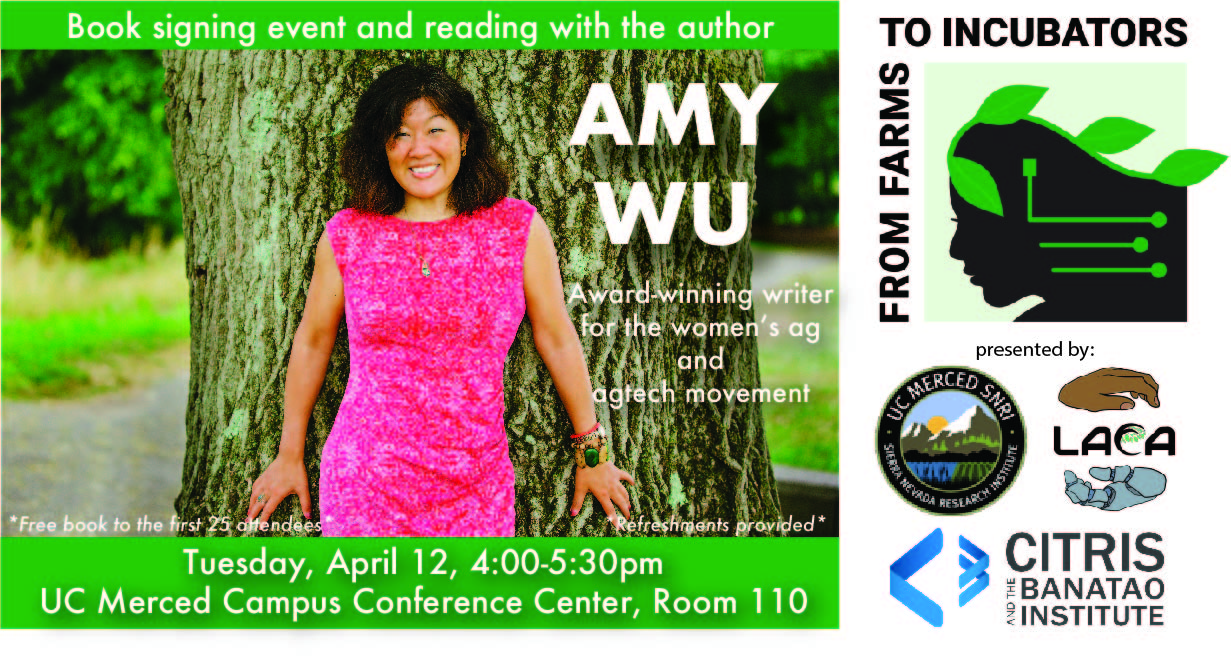 Book signing event and reading with the author
AMY
WU
Award-winning writer
for the women's ag
and
agtech movement
*Free book to the first 25 attendees*
*Refreshments provided*
Tuesday, April 12, 4:00-5:30pm
UC Merced Campus Conference Center, Room 110
FROM FARMS
TO INCUBATORS
presented by:
UC MERCED SNRI
SIERRA NEVADA RESEARCH INSTITUTE
LACA
CITRIS
AND THE
BANATAO
INSTITUTE